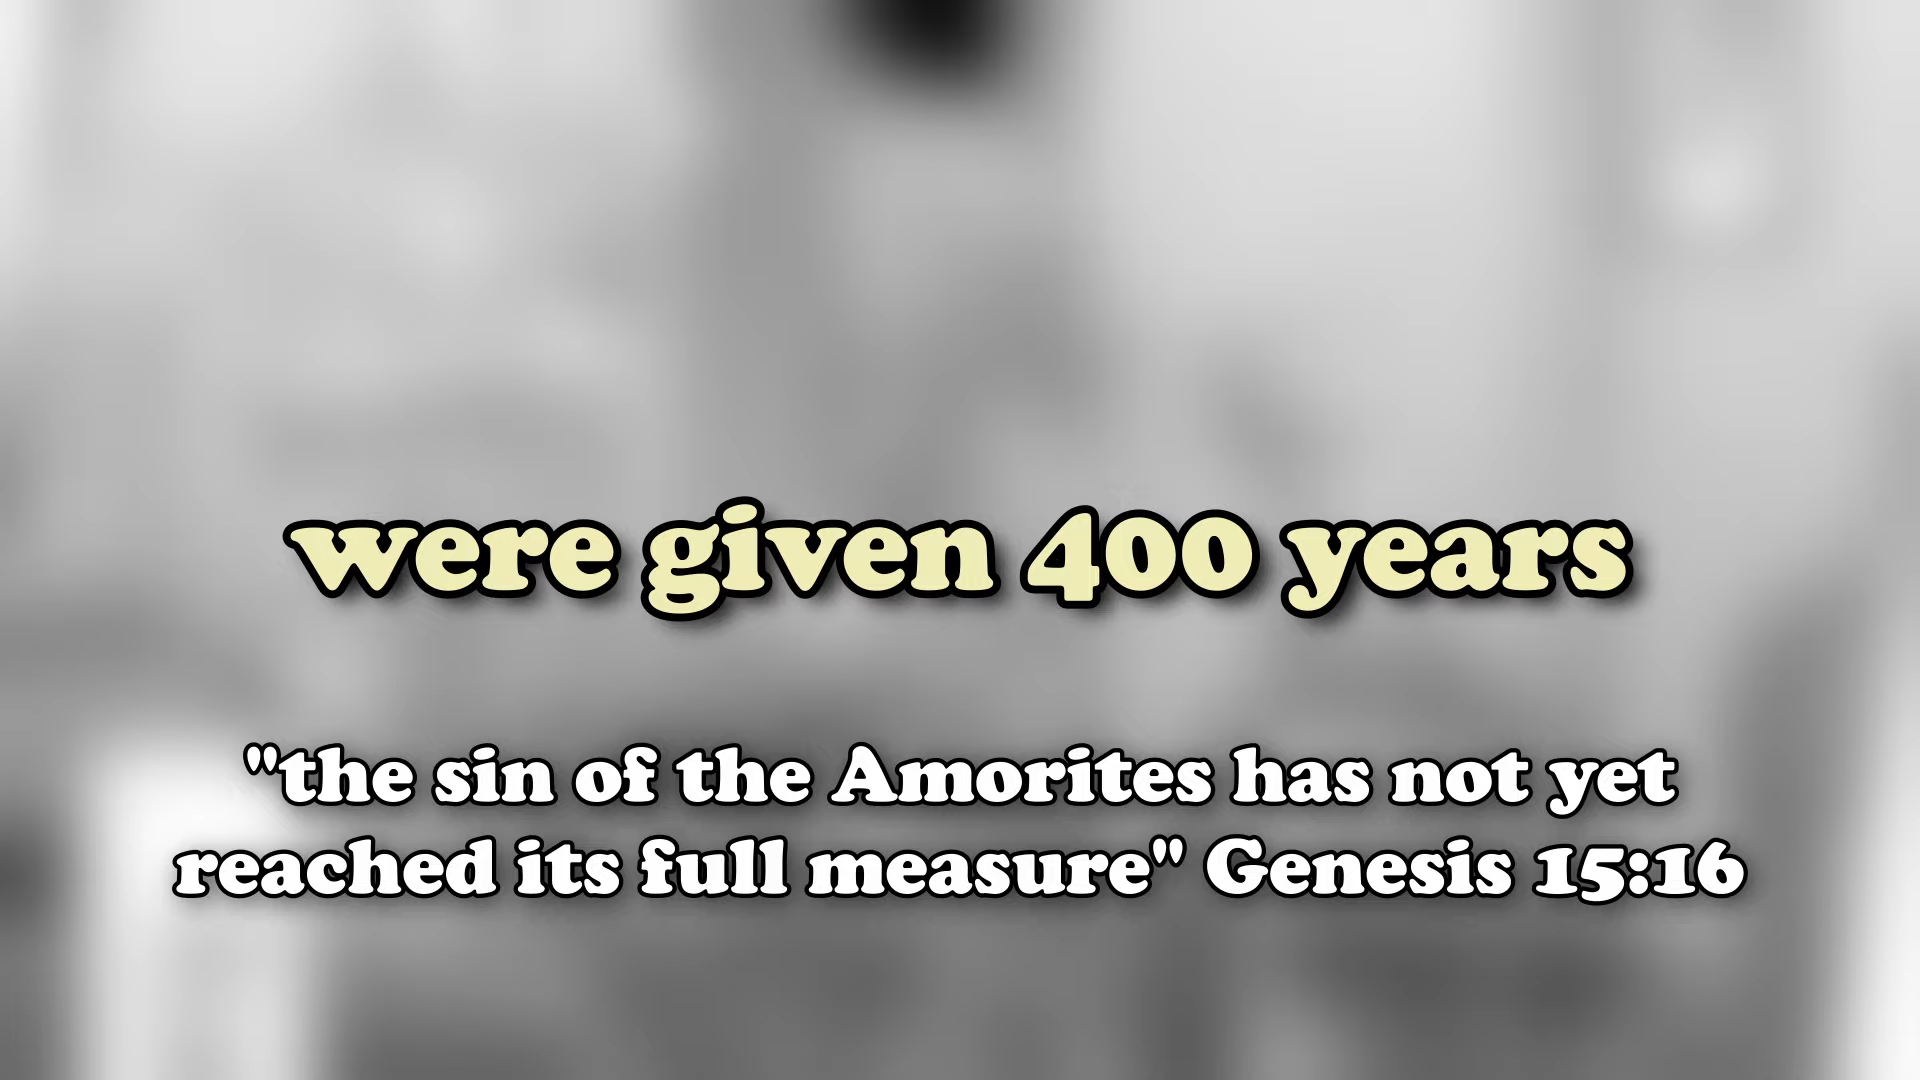 were given 400 years
"the sin of the Amorites has not yet
reached its full measure" Genesis 15:16